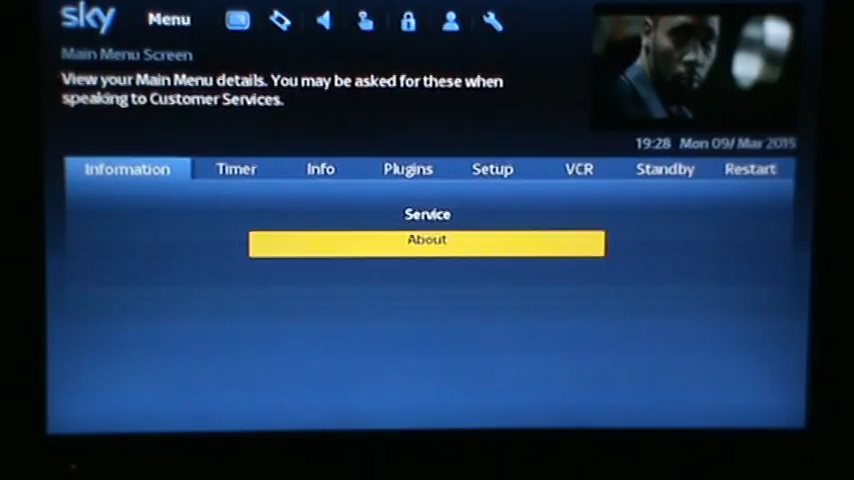 sky Menu
Main Menu Screen
View your Main Menu details. You may be asked for these when
speaking to Customer Services.
19:28 Mon 09/Mar 2015
Information Timer Info Plugins Setup VCR Standby Restart
Service
About